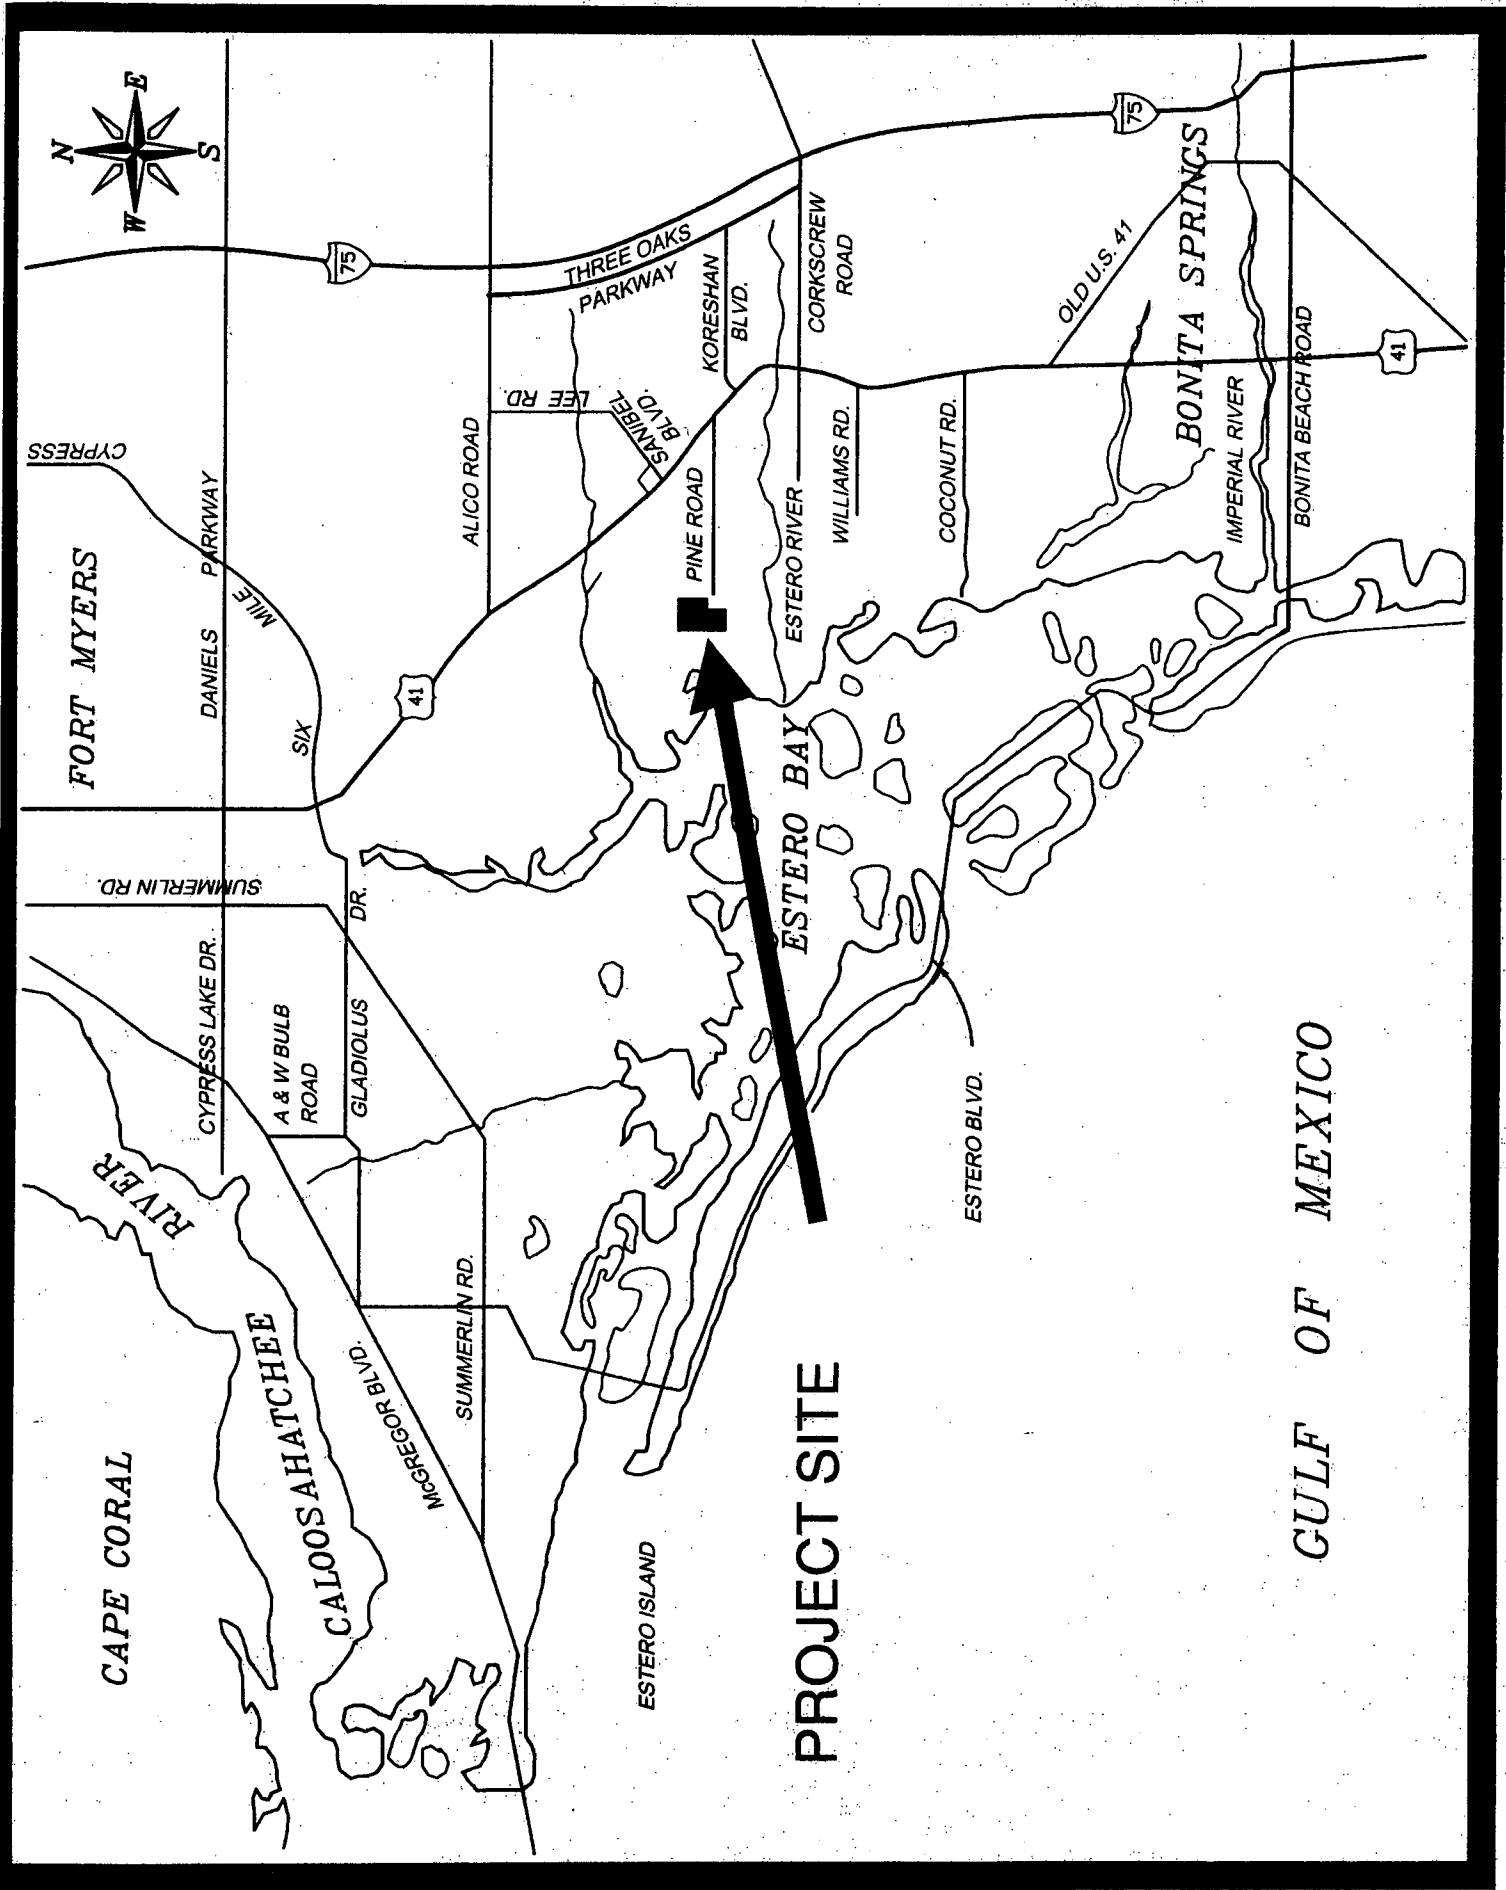 N
E
S
W
CAPE CORAL
CALOOSAHATCHEE
RIVER
FORT MYERS
CYPRESS
MILE
SIX
DANIELS PARKWAY
CYPRESS LAKE DR.
SUMMERLIN RD.
A & W BULB
ROAD
GLADIOLUS
DR.
McGREGOR BLVD.
SUMMERLIN RD.
41
75
ALICO ROAD
LEE RD.
SANIBEL
BLVD.
THREE OAKS
PARKWAY
KORESHAN
BLVD.
PINE ROAD
ESTERO RIVER
CORKSCREW
ROAD
WILLIAMS RD.
COCONUT RD.
OLD U.S. 41
75
BONITA SPRINGS
IMPERIAL RIVER
BONITA BEACH ROAD
41
ESTERO BAY
ESTERO BLVD.
ESTERO ISLAND
PROJECT SITE
GULF OF MEXICO